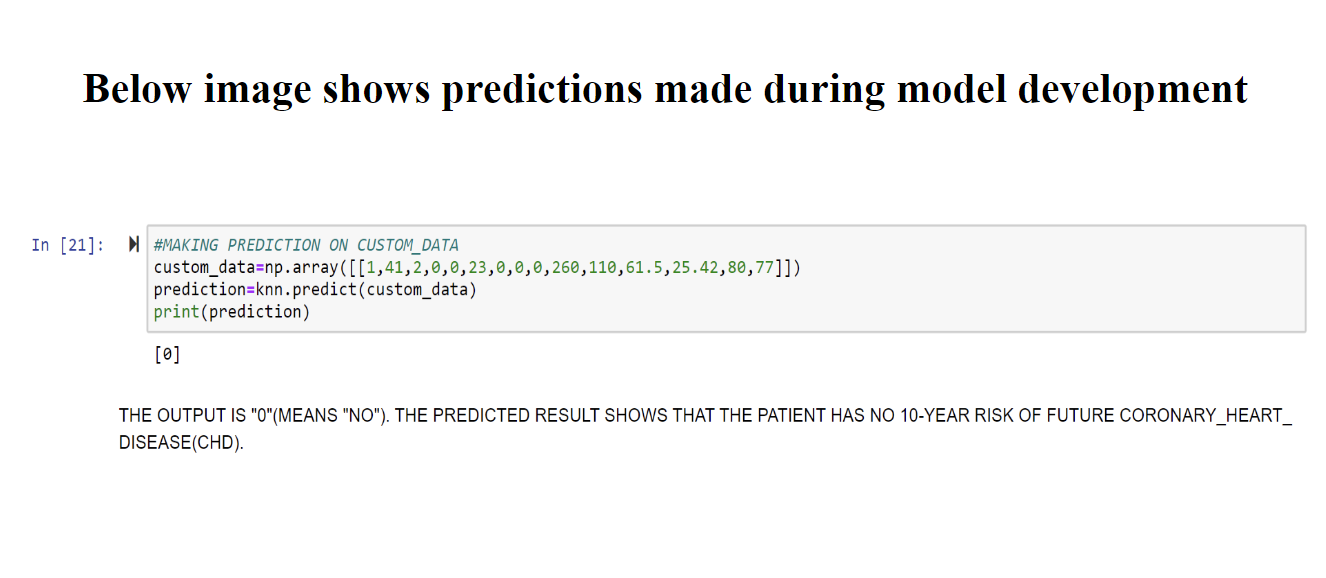 Below image shows predictions made during model development
In [21]:
#MAKING PREDICTION ON CUSTOM_DATA
custom_data=np.array([[1,41,2,0,0,23,0,0,0,260,110,61.5,25.42,80,77]])
prediction=knn.predict(custom_data)
print(prediction)
[0]
THE OUTPUT IS "0"(MEANS "NO"). THE PREDICTED RESULT SHOWS THAT THE PATIENT HAS NO 10-YEAR RISK OF FUTURE CORONARY_HEART_
DISEASE(CHD).